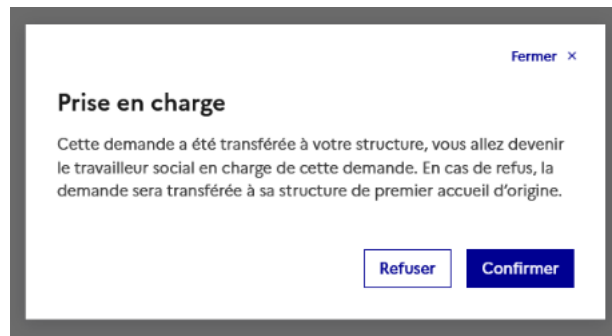 Fermer ×
Prise en charge
Cette demande a été transférée à votre structure, vous allez devenir
le travailleur social en charge de cette demande. En cas de refus, la
demande sera transférée à sa structure de premier accueil d’origine.
Refuser Confirmer